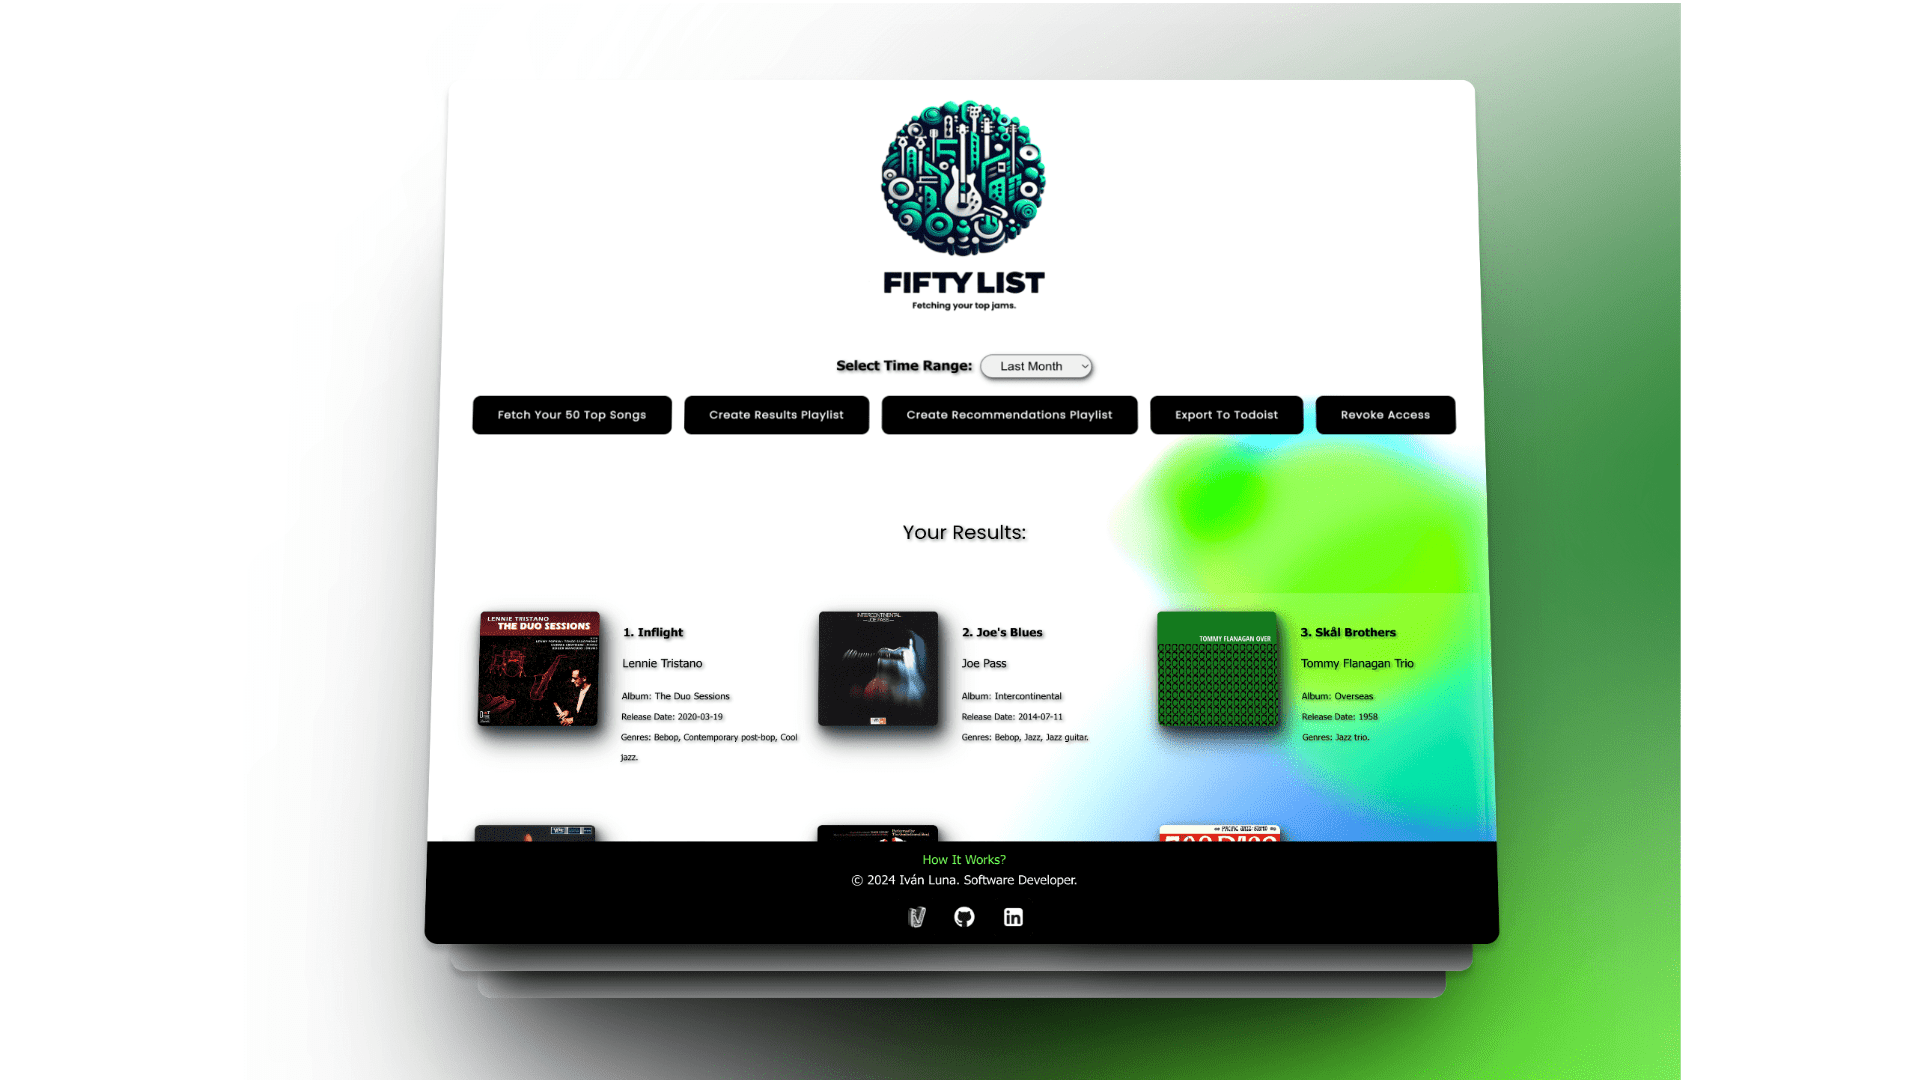 FIFTY LIST
Fetching your top jams.
Select Time Range: Last Month
Fetch Your 50 Top Songs
Create Results Playlist
Create Recommendations Playlist
Export To Todoist
Revoke Access
Your Results:
LENNIE TRISTANO
THE DUO SESSIONS
1. Inflight
Lennie Tristano
Album: The Duo Sessions
Release Date: 2020-03-19
Genres: Bebop, Contemporary post-bop, Cool
jazz.
INTERCONTINENTAL
JOE PASS
2. Joe's Blues
Joe Pass
Album: Intercontinental
Release Date: 2014-07-11
Genres: Bebop, Jazz, Jazz guitar.
TOMMY FLANAGAN OVER
3. Skål Brothers
Tommy Flanagan Trio
Album: Overseas
Release Date: 1958
Genres: Jazz trio.
How It Works?
© 2024 Iván Luna. Software Developer.
in